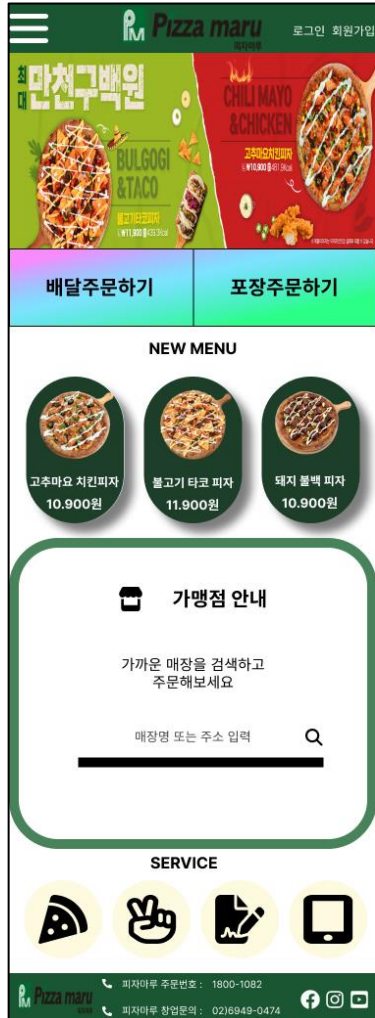 Pizza maru
피자마루
로그인 회원가입
최대 만천구백원
BULGOGI
&TACO
불고기타코피자
L ₩11,900
CHILI MAYO
&CHICKEN
고추마요치킨피자
L ₩10,900
배달주문하기
포장주문하기
NEW MENU
고추마요 치킨피자
10.900원
불고기 타코 피자
11.900원
돼지 불백 피자
10.900원
가맹점 안내
가까운 매장을 검색하고
주문해보세요
매장명 또는 주소 입력
SERVICE
Pizza maru
피자마루 주문번호 : 1800-1082
피자마루 창업문의 : 02)6949-0474